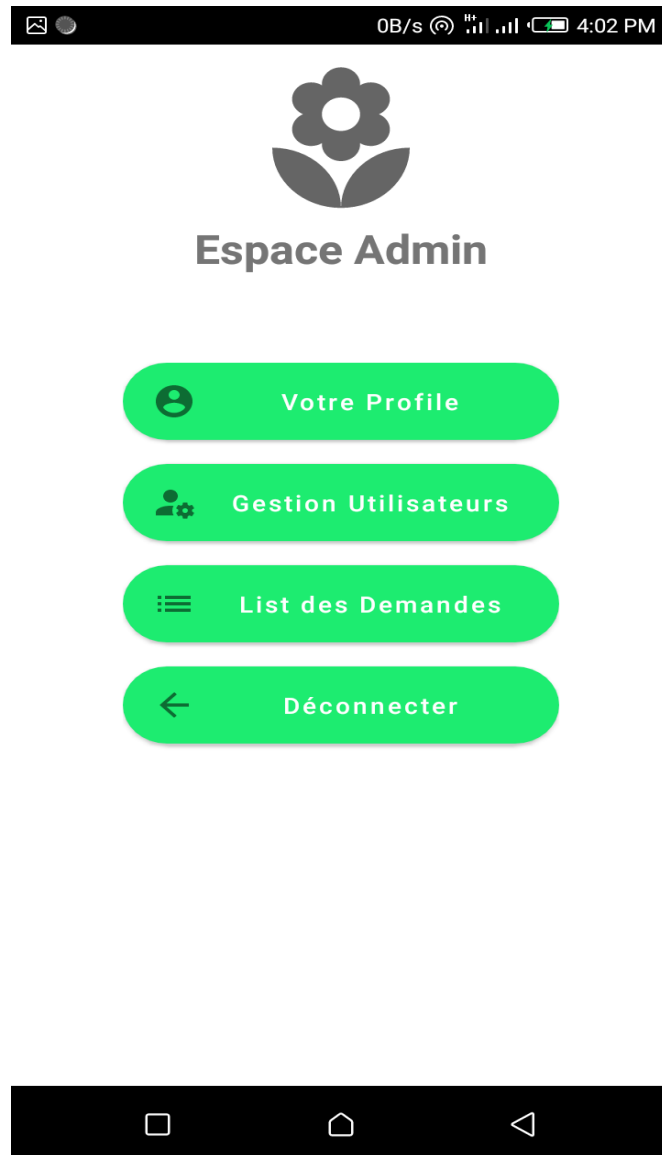 0B/s H+ 4:02 PM
Espace Admin
Votre Profile
Gestion Utilisateurs
List des Demandes
Déconnecter